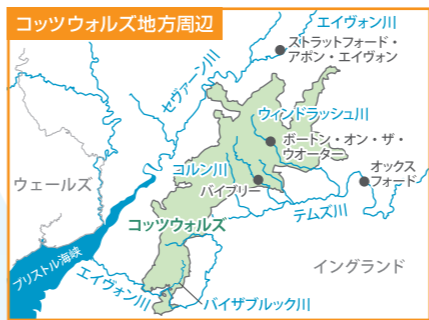 コッツウォルズ地方周辺
エイヴォン川
ストラットフォード・
アポン・エイヴォン
セヴァーン川
ウィンドラッシュ川
ボートン・オン・ザ・
ウオーター
コルン川
オックス
フォード
ウェールズ
バイブリー
テムズ川
コッツウォルズ
ブリストル海峡
イングランド
エイヴォン川
バイザブルック川